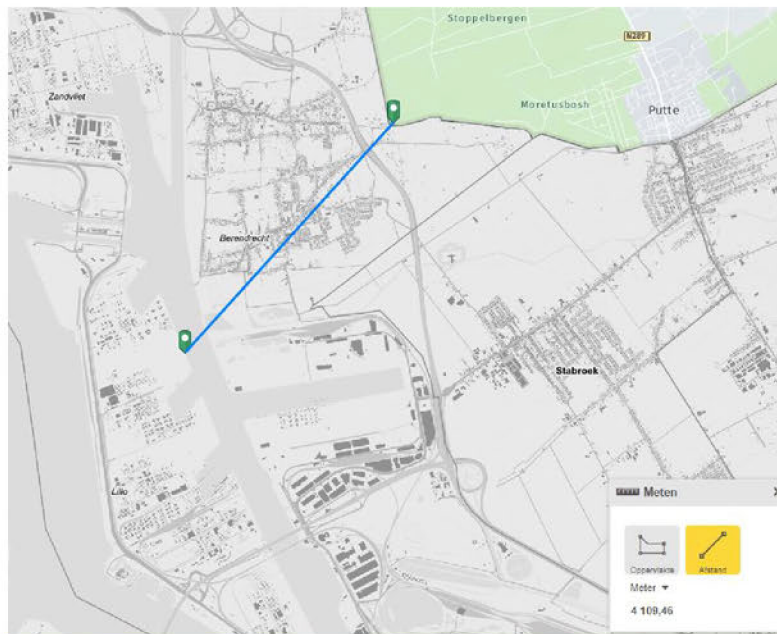 Stoppelbergen
N289
Zandvliet
Moretusbosh
Putte
Berendrecht
Stabroek
Lillo
Meten
Oppervlakte
Afstand
Meter
4 109,46